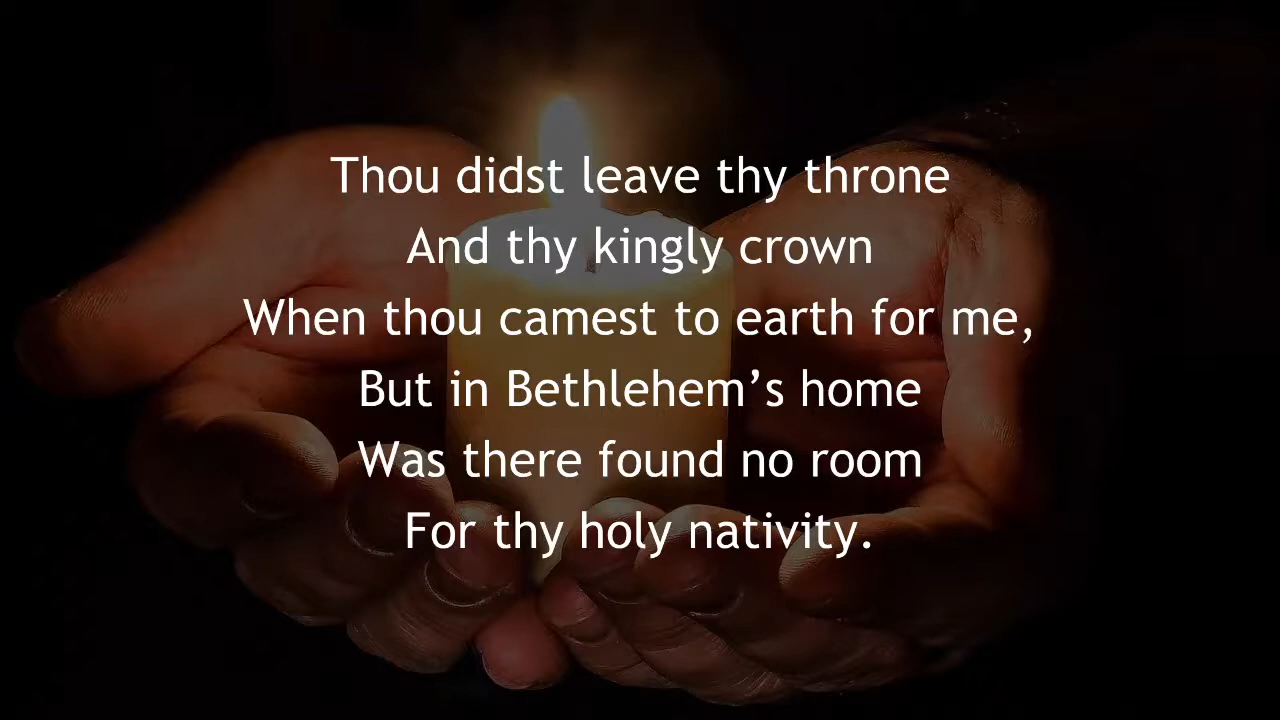 Thou didst leave thy throne
And thy kingly crown
When thou camest to earth for me,
But in Bethlehem’s home
Was there found no room
For thy holy nativity.